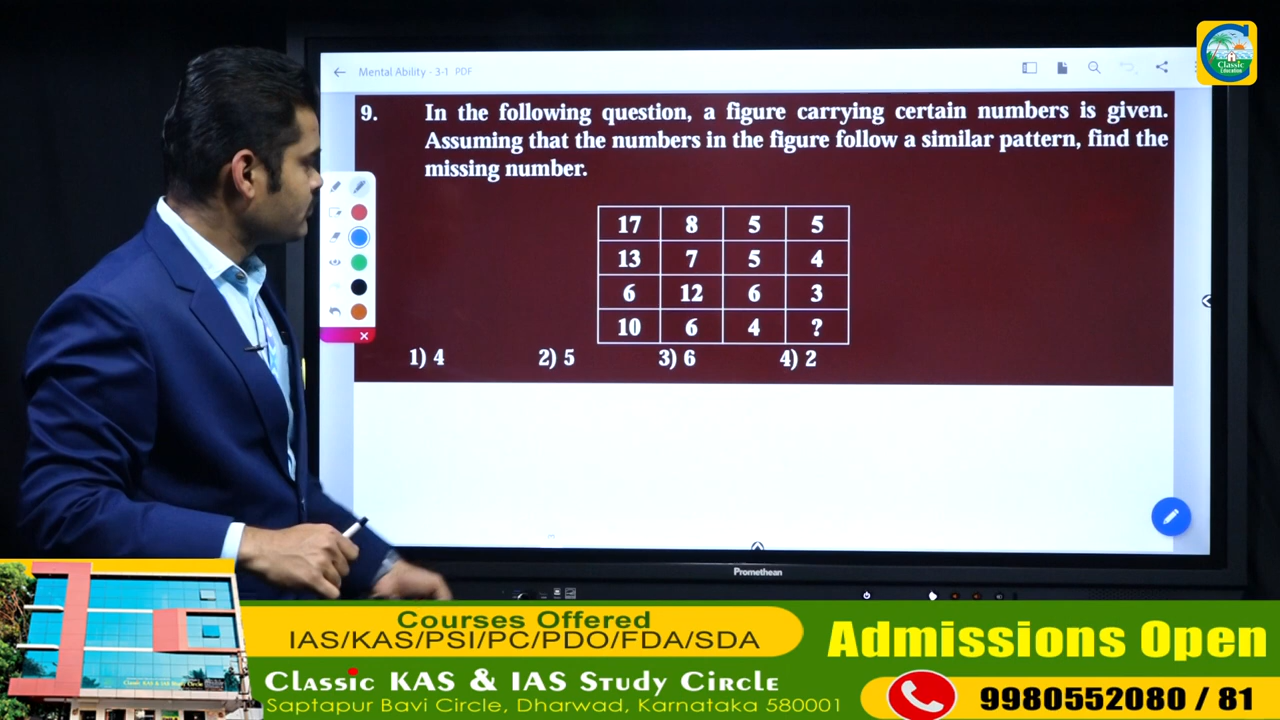 Mental Ability - 3-1 PDF
Classic
Education
9. In the following question, a figure carrying certain numbers is given.
Assuming that the numbers in the figure follow a similar pattern, find the
missing number.
17 8 5 5
13 7 5 4
6 12 6 3
10 6 4 ?
1) 4 2) 5 3) 6 4) 2
Promethean
Courses Offered
IAS/KAS/PSI/PC/PDO/FDA/SDA
Admissions Open
Classic KAS & IAS Study Circle
Saptapur Bavi Circle, Dharwad, Karnataka 580001
9980552080 / 81